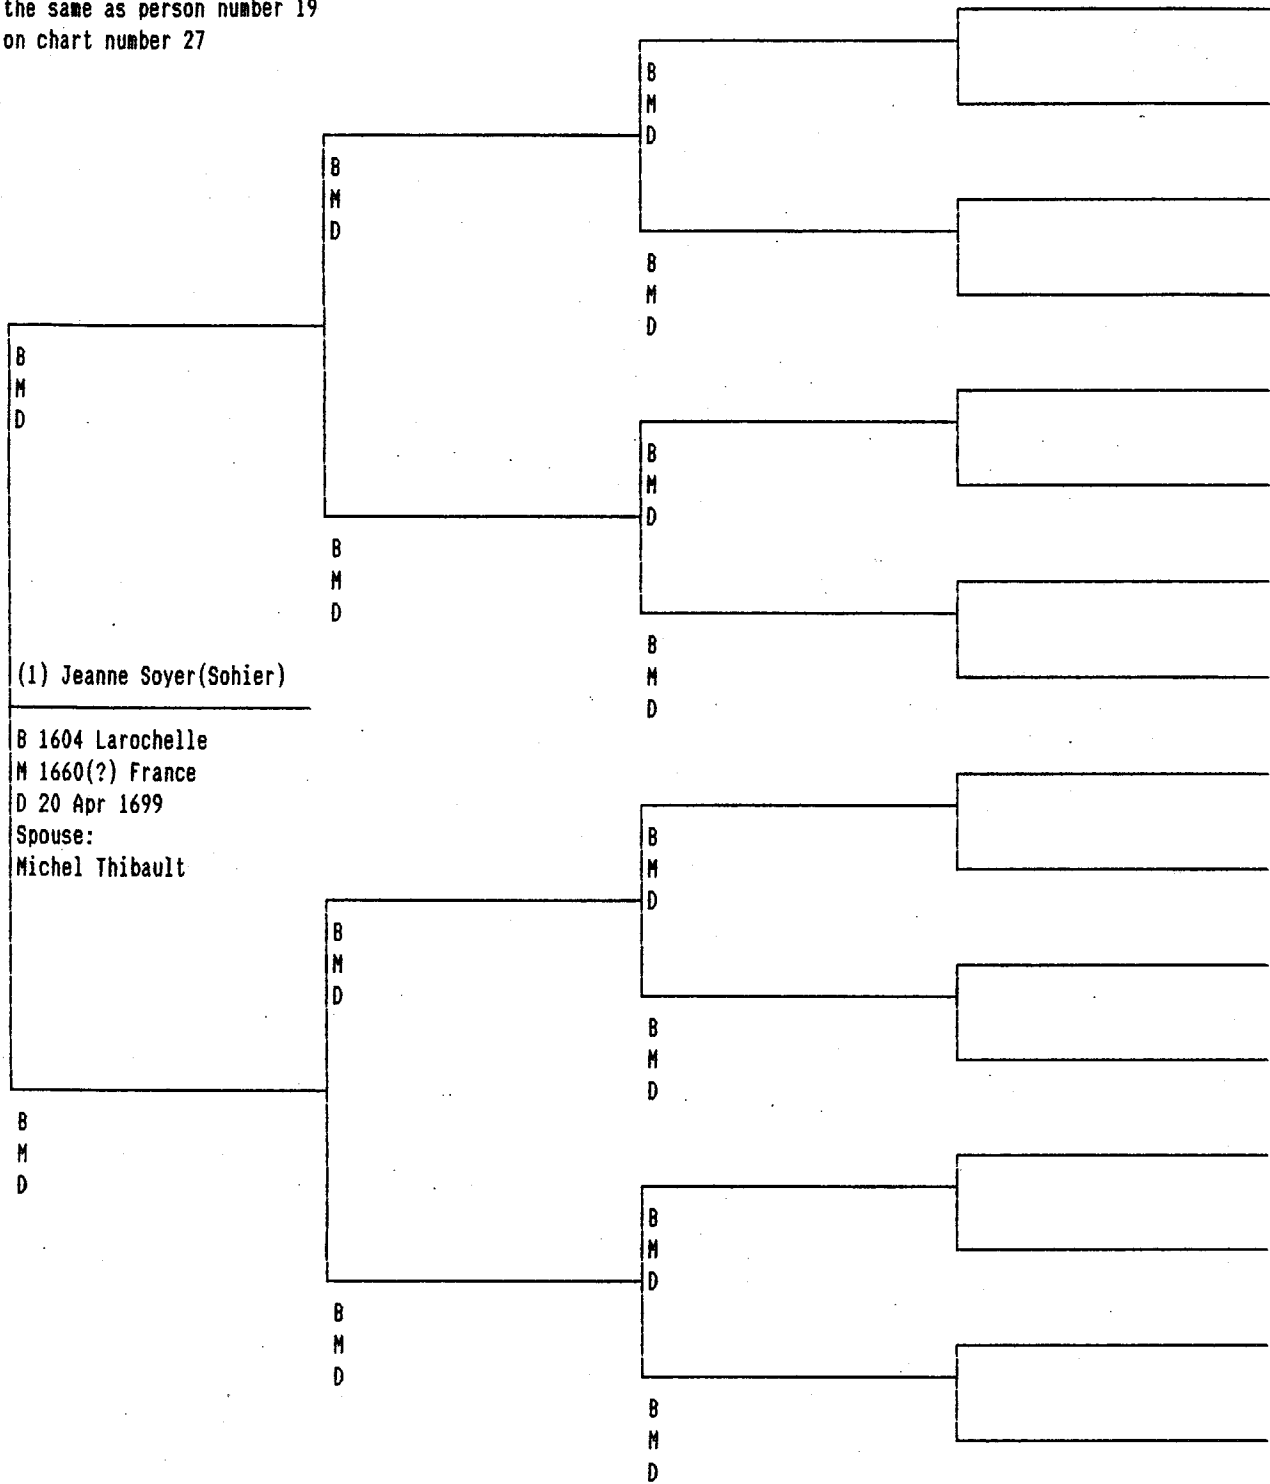 the same as person number 19
on chart number 27
B
M
D
B
M
D
B
M
D
B
M
D
B
M
D
B
M
D
B
M
D
(1) Jeanne Soyer(Sohier)
B 1604 Larochelle
M 1660(?) France
D 20 Apr 1699
Spouse:
Michel Thibault
B
M
D
B
M
D
B
M
D
B
M
D
B
M
D
B
M
D
B
M
D